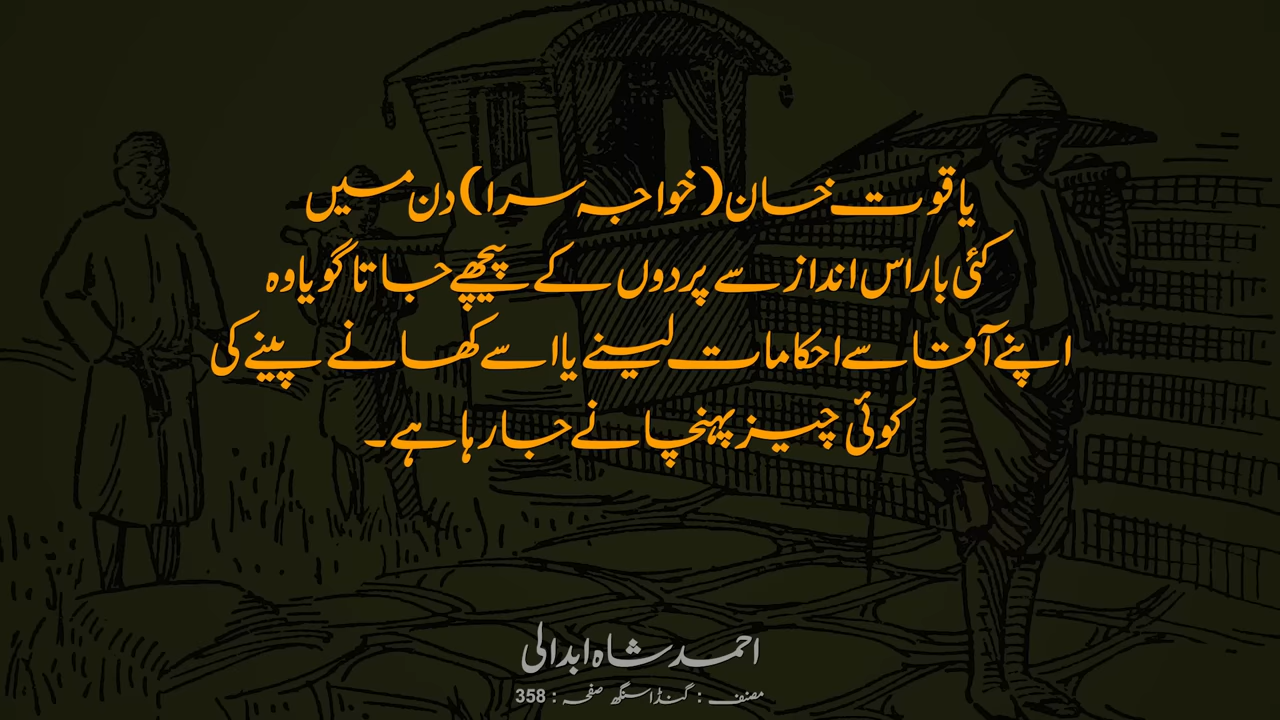 یاقوت خان (خواجہ سرا) دن میں
کئی بار اس انداز سے پردوں کے پیچھے جاتا گویا وہ
اپنے آقا سے احکامات لینے یا اسے کھانے پینے کی
کوئی چیز پہنچانے جا رہا ہے۔
احمد شاہ ابدالی
مصنف : گنڈا سنگھ صفحہ : 358